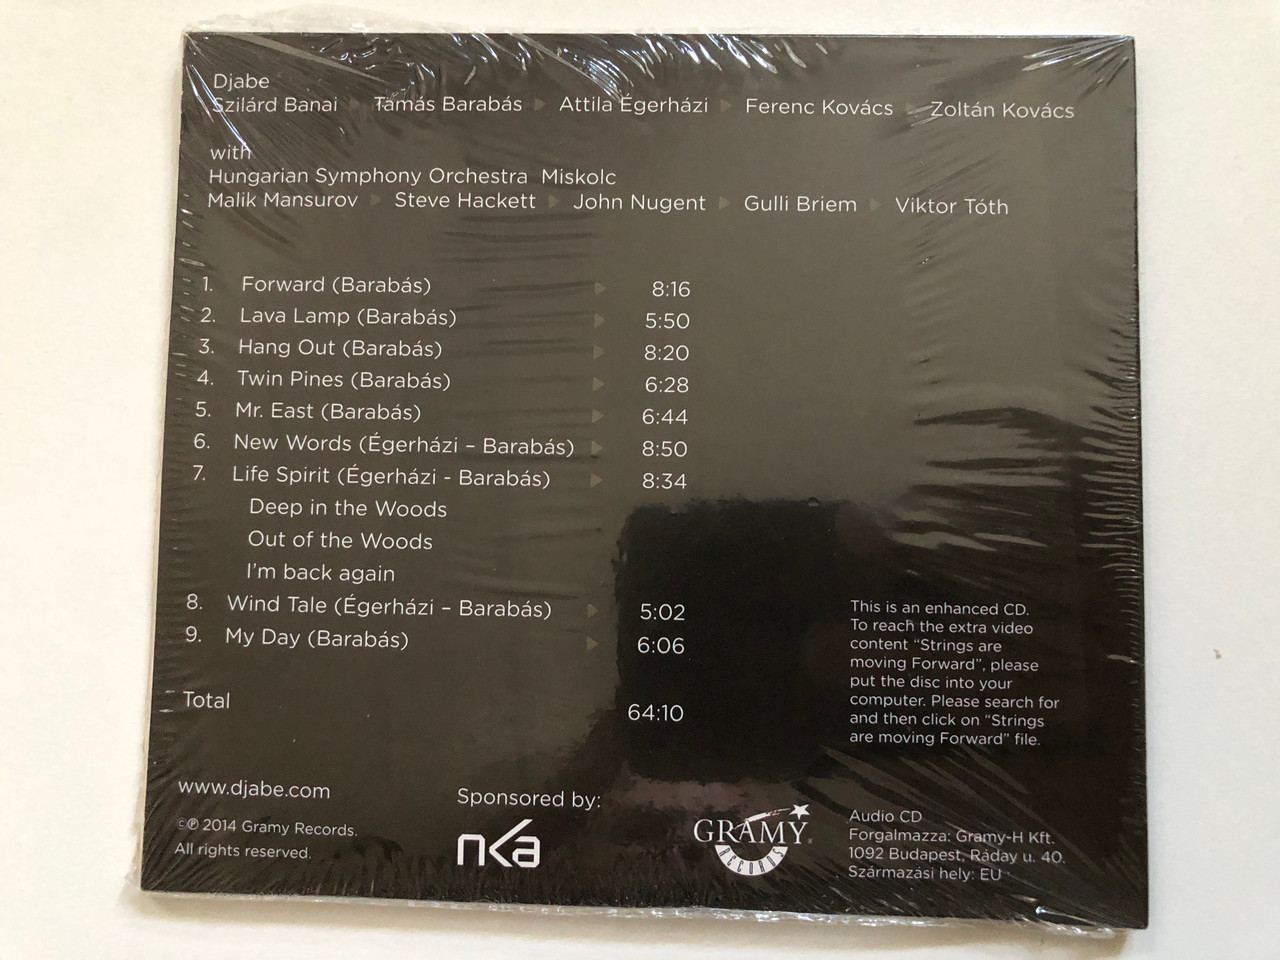 Djabe
Szilárd Banai Tamás Barabás Attila Égerházi Ferenc Kovács Zoltán Kovács
with
Hungarian Symphony Orchestra Miskolc
Malik Mansurov Steve Hackett John Nugent Gulli Briem Viktor Tóth
1. Forward (Barabás) 8:16
2. Lava Lamp (Barabás) 5:50
3. Hang Out (Barabás) 8:20
4. Twin Pines (Barabás) 6:28
5. Mr. East (Barabás) 6:44
6. New Words (Égerházi – Barabás) 8:50
7. Life Spirit (Égerházi - Barabás) 8:34
Deep in the Woods
Out of the Woods
I'm back again
8. Wind Tale (Égerházi – Barabás) 5:02
9. My Day (Barabás) 6:06
Total 64:10
This is an enhanced CD.
To reach the extra video
content “Strings are
moving Forward”, please
put the disc into your
computer. Please search for
and then click on “Strings
are moving Forward” file.
www.djabe.com
©℗ 2014 Gramy Records.
All rights reserved.
Sponsored by:
nka
GRAMY
RECORDS
Audio CD
Forgalmazza: Gramy-H Kft.
1092 Budapest, Ráday u. 40.
Származási hely: EU